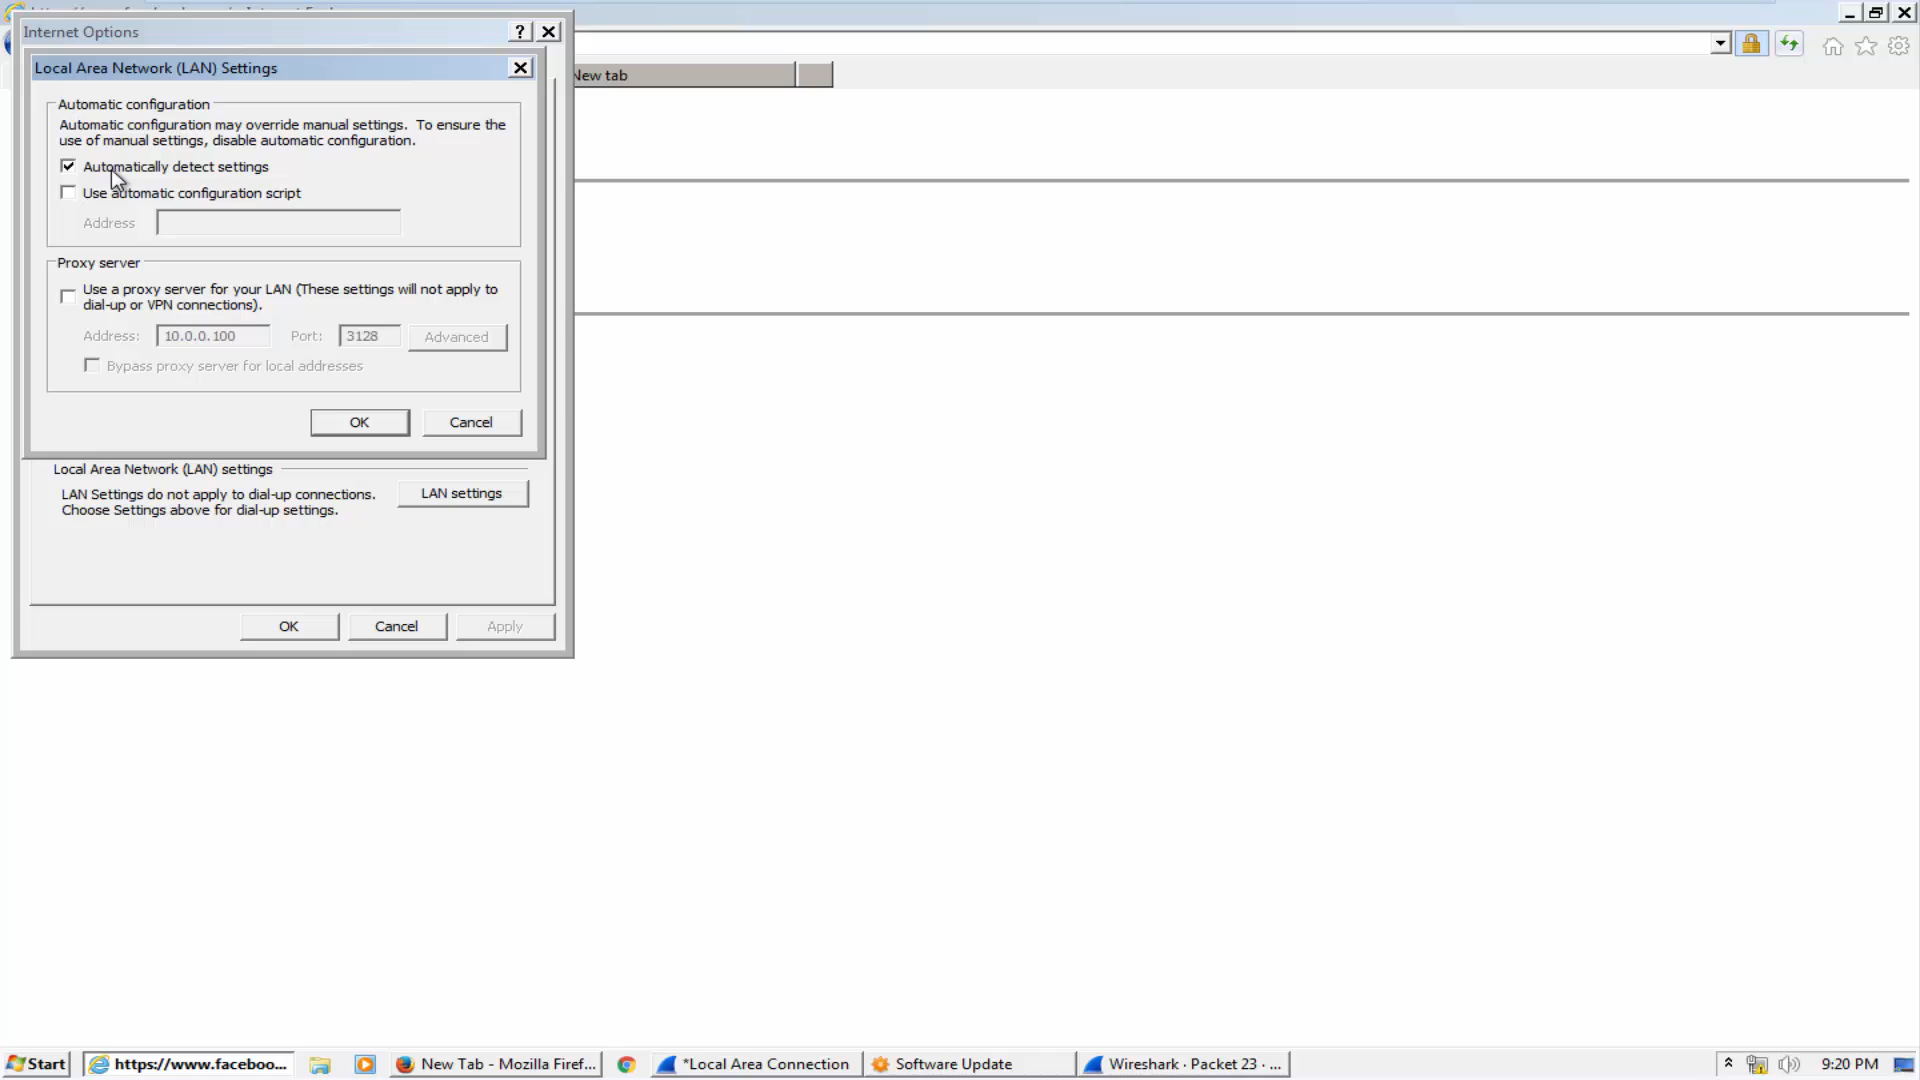 Internet Options
?
Local Area Network (LAN) Settings
New tab
Automatic configuration
Automatic configuration may override manual settings. To ensure the
use of manual settings, disable automatic configuration.
Automatically detect settings
Use automatic configuration script
Address
Proxy server
Use a proxy server for your LAN (These settings will not apply to
dial-up or VPN connections).
Address: 10.0.0.100 Port: 3128 Advanced
Bypass proxy server for local addresses
OK Cancel
Local Area Network (LAN) settings
LAN Settings do not apply to dial-up connections.
Choose Settings above for dial-up settings.
LAN settings
OK Cancel Apply
Start https://www.faceboo... New Tab - Mozilla Firef... *Local Area Connection Software Update Wireshark · Packet 23 · ... 9:20 PM